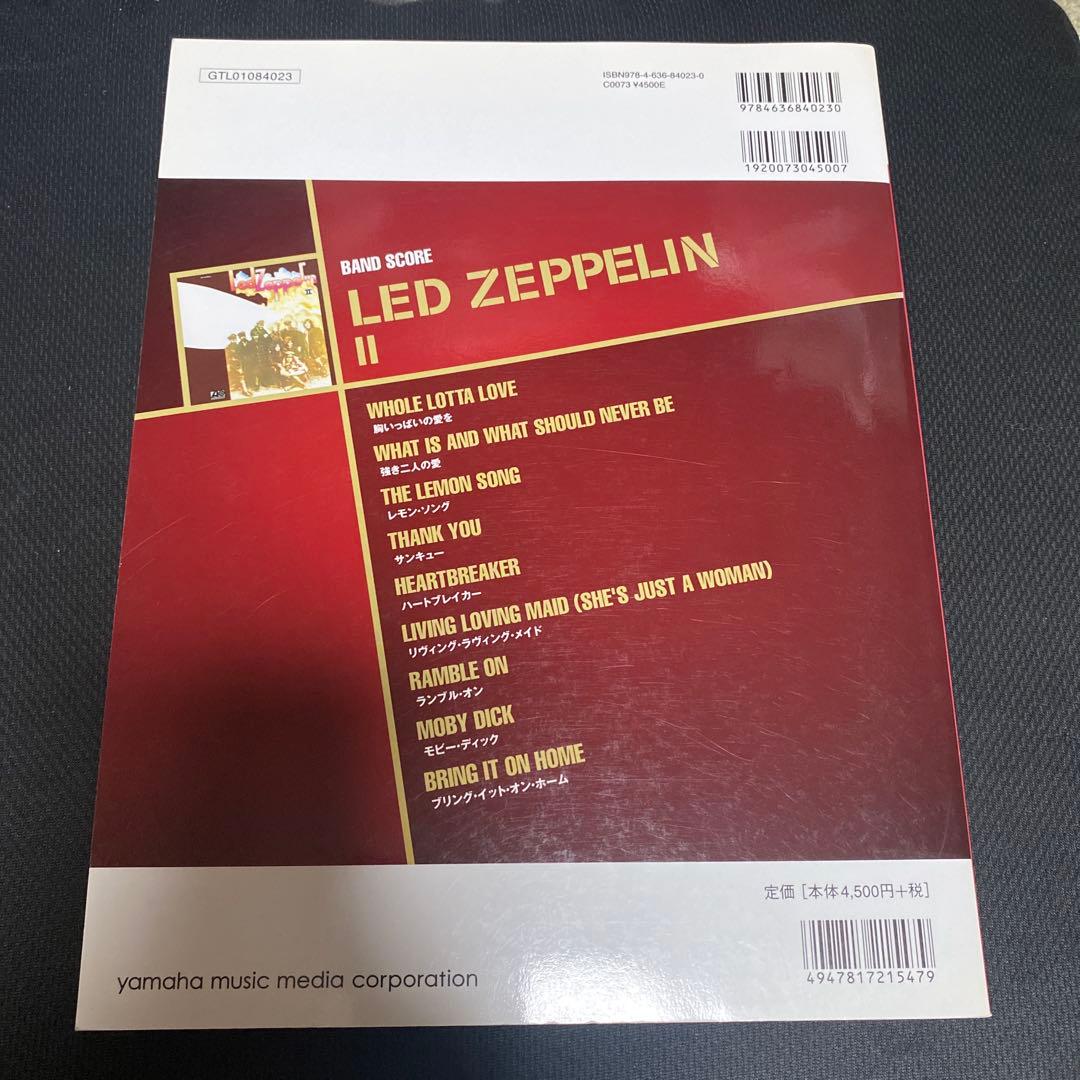 GTL01084023
ISBN978-4-636-84023-0
C0073 ¥4500E
9784636840230
1920073045007
Led Zeppelin
II
BAND SCORE
LED ZEPPELIN
II
WHOLE LOTTA LOVE
胸いっぱいの愛を
WHAT IS AND WHAT SHOULD NEVER BE
強き二人の愛
THE LEMON SONG
レモン・ソング
THANK YOU
サンキュー
HEARTBREAKER
ハートブレイカー
LIVING LOVING MAID (SHE'S JUST A WOMAN)
リヴィング・ラヴィング・メイド
RAMBLE ON
ランブル・オン
MOBY DICK
モビー・ディック
BRING IT ON HOME
ブリング・イット・オン・ホーム
定価 [本体4,500円+税]
4947817215479
yamaha music media corporation